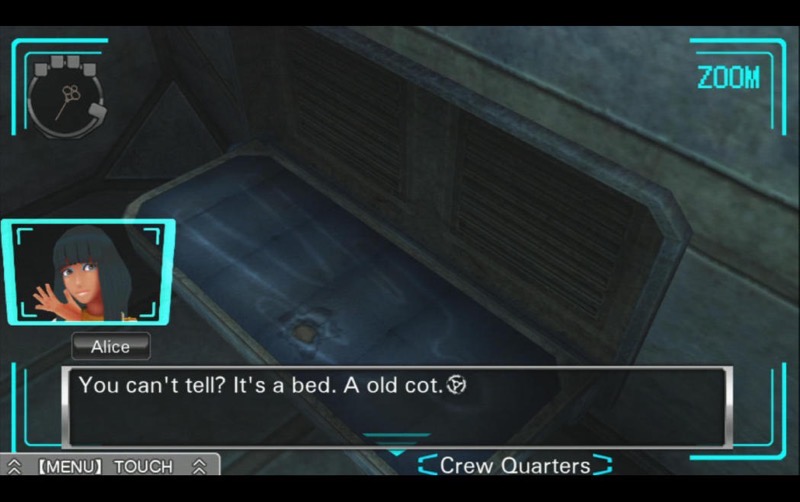 ZOOM
Alice
You can't tell? It's a bed. A old cot.
【MENU】 TOUCH
Crew Quarters